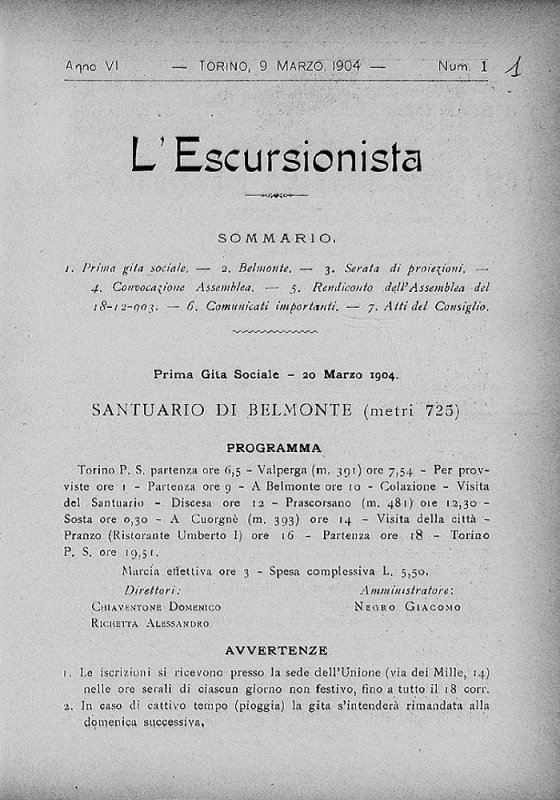 Anno VI — TORINO, 9 MARZO, 1904 — Num. 1 1
L'Escursionista
SOMMARIO.
1. Prima gita sociale. — 2. Belmonte. — 3. Serata di proiezioni. —
4. Convocazione Assemblea. — 5. Rendiconto dell'Assemblea del
18-12-903. — 6. Comunicati importanti. — 7. Atti del Consiglio.
Prima Gita Sociale - 20 Marzo 1904.
SANTUARIO DI BELMONTE (metri 725)
PROGRAMMA
Torino P. S. partenza ore 6,5 - Valperga (m. 391) ore 7,54 - Per prov-
viste ore 1 - Partenza ore 9 - A Belmonte ore 10 - Colazione - Visita
del Santuario - Discesa ore 12 - Prascorsano (m. 481) ore 12,30 -
Sosta ore 0,30 - A Cuorgnè (m. 393) ore 14 - Visita della città -
Pranzo (Ristorante Umberto I) ore 16 - Partenza ore 18 - Torino
P. S. ore 19,51.
Marcia effettiva ore 3 - Spesa complessiva L. 5,50.
Direttori: Amministratore:
CHIAVENTONE DOMENICO NEGRO GIACOMO
RICHETTA ALESSANDRO
AVVERTENZE
1. Le iscrizioni si ricevono presso la sede dell'Unione (via dei Mille, 14)
nelle ore serali di ciascun giorno non festivo, fino a tutto il 18 corr.
2. In caso di cattivo tempo (pioggia) la gita s'intenderà rimandata alla
domenica successiva,